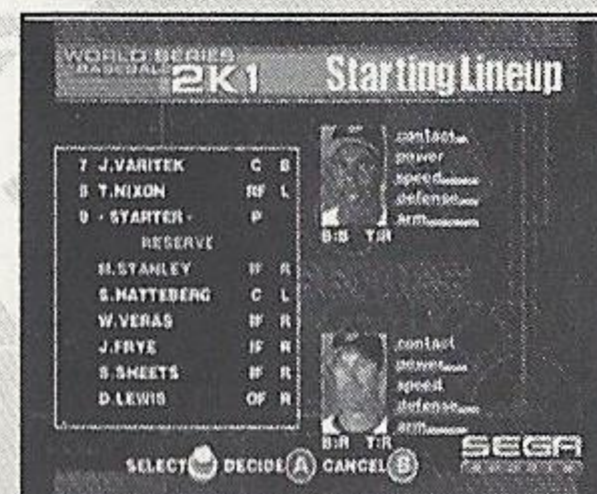 WORLD SERIES
BASEBALL 2K1
Starting Lineup
7 J.VARITEK C B
8 T.NIXON RF L
9 - STARTER - P
RESERVE
M.STANLEY IF R
S.HATTEBERG C L
W.VERAS IF R
J.FRYE IF R
S.SHEETS IF R
D.LEWIS OF R
contact
power
speed
defense
arm
B:B T:R
contact
power
speed
defense
arm
B:R T:R
SELECT DECIDE A CANCEL B
SEGA
SPORTS